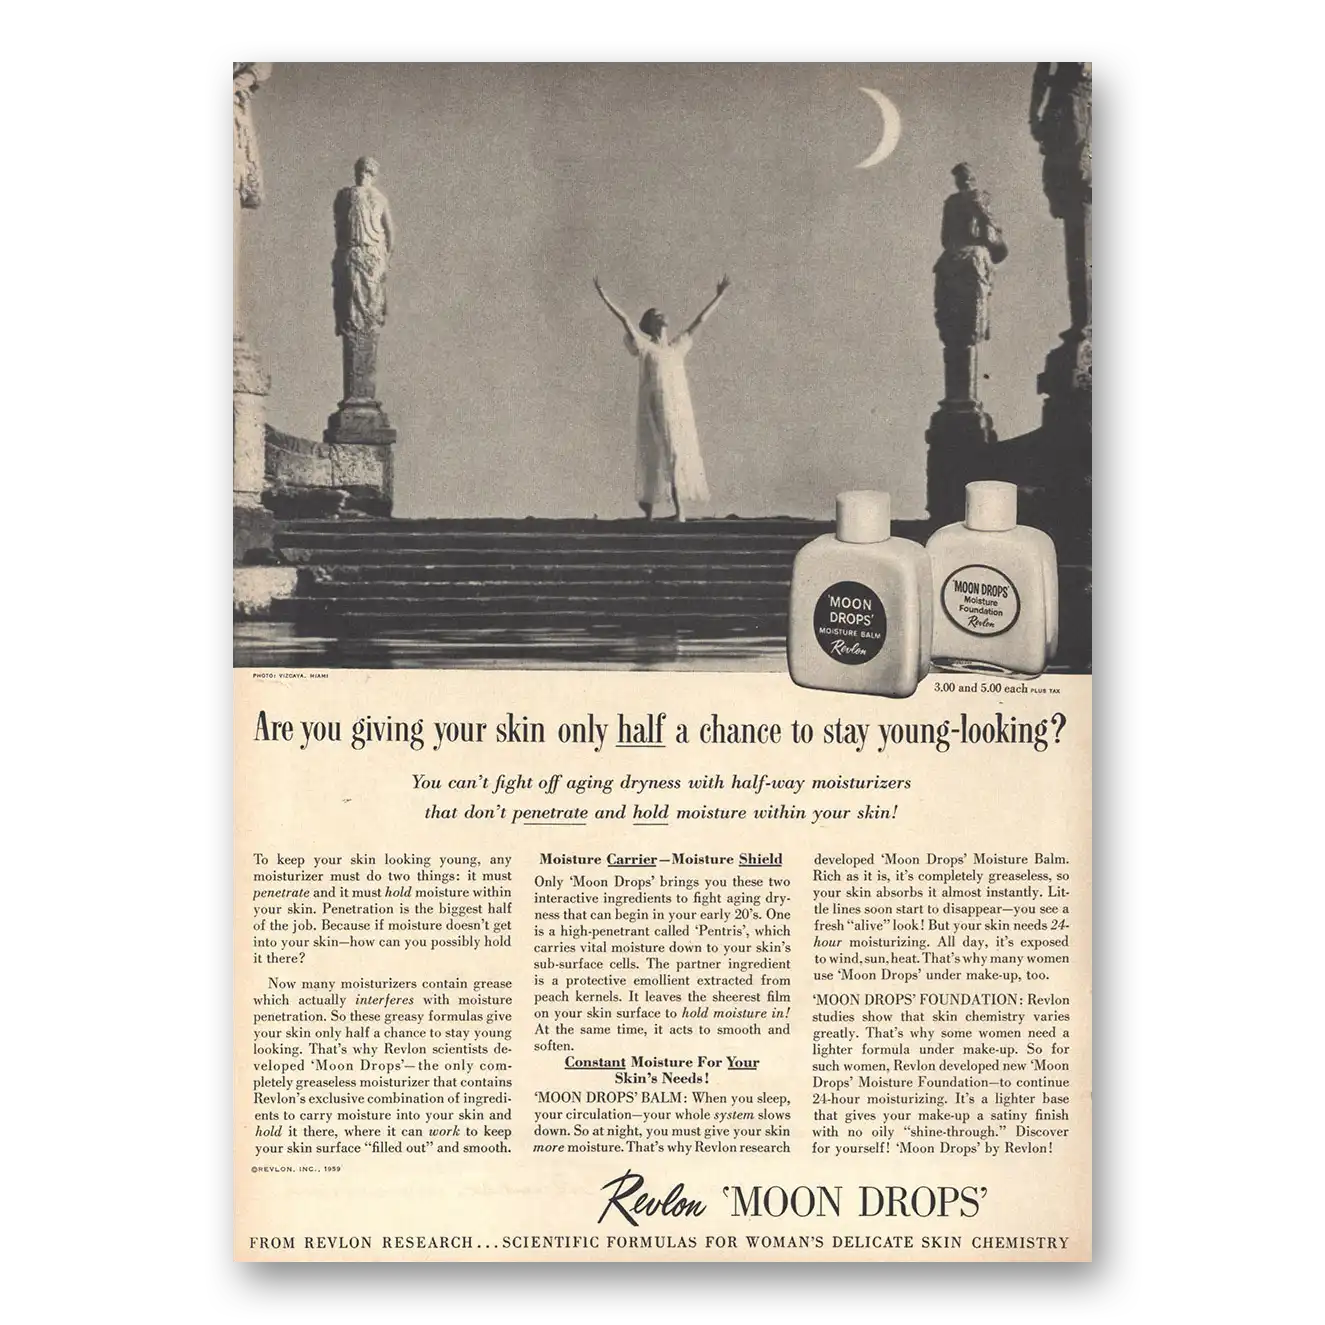 'MOON
DROPS'
MOISTURE BALM
Revlon
'MOON DROPS'
Moisture
Foundation
Revlon
PHOTO: VIZCAYA, MIAMI
3.00 and 5.00 each PLUS TAX
Are you giving your skin only half a chance to stay young-looking?
You can't fight off aging dryness with half-way moisturizers
that don't penetrate and hold moisture within your skin!
To keep your skin looking young, any
moisturizer must do two things: it must
penetrate and it must hold moisture within
your skin. Penetration is the biggest half
of the job. Because if moisture doesn't get
into your skin—how can you possibly hold
it there?
Now many moisturizers contain grease
which actually interferes with moisture
penetration. So these greasy formulas give
your skin only half a chance to stay young
looking. That's why Revlon scientists de-
veloped 'Moon Drops'—the only com-
pletely greaseless moisturizer that contains
Revlon's exclusive combination of ingredi-
ents to carry moisture into your skin and
hold it there, where it can work to keep
your skin surface "filled out" and smooth.
©REVLON, INC., 1959
Moisture Carrier—Moisture Shield
Only 'Moon Drops' brings you these two
interactive ingredients to fight aging dry-
ness that can begin in your early 20's. One
is a high-penetrant called 'Pentris', which
carries vital moisture down to your skin's
sub-surface cells. The partner ingredient
is a protective emollient extracted from
peach kernels. It leaves the sheerest film
on your skin surface to hold moisture in!
At the same time, it acts to smooth and
soften.
Constant Moisture For Your
Skin's Needs!
'MOON DROPS' BALM: When you sleep,
your circulation—your whole system slows
down. So at night, you must give your skin
more moisture. That's why Revlon research
developed 'Moon Drops' Moisture Balm.
Rich as it is, it's completely greaseless, so
your skin absorbs it almost instantly. Lit-
tle lines soon start to disappear—you see a
fresh "alive" look! But your skin needs 24-
hour moisturizing. All day, it's exposed
to wind, sun, heat. That's why many women
use 'Moon Drops' under make-up, too.
'MOON DROPS' FOUNDATION: Revlon
studies show that skin chemistry varies
greatly. That's why some women need a
lighter formula under make-up. So for
such women, Revlon developed new 'Moon
Drops' Moisture Foundation—to continue
24-hour moisturizing. It's a lighter base
that gives your make-up a satiny finish
with no oily "shine-through." Discover
for yourself! 'Moon Drops' by Revlon!
Revlon 'MOON DROPS'
FROM REVLON RESEARCH...SCIENTIFIC FORMULAS FOR WOMAN'S DELICATE SKIN CHEMISTRY